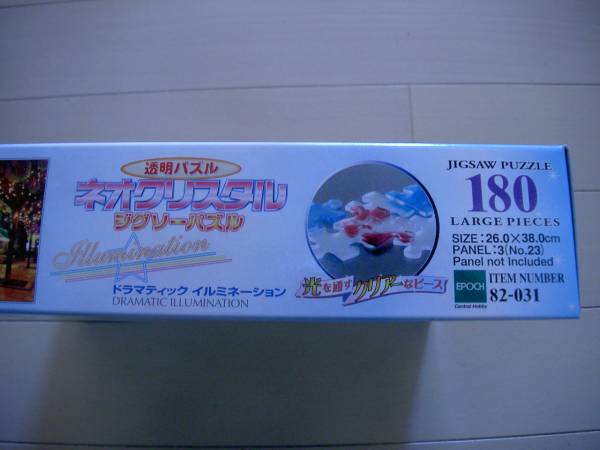 透明パズル
ネオクリスタル
ジグソーパズル
Illumination
ドラマティック イルミネーション
DRAMATIC ILLUMINATION
光を通すクリアーなピース!
JIGSAW PUZZLE
180
LARGE PIECES
SIZE:26.0×38.0cm
PANEL:3(No.23)
Panel not Included
EPOCH
Central Hobby
ITEM NUMBER
82-031